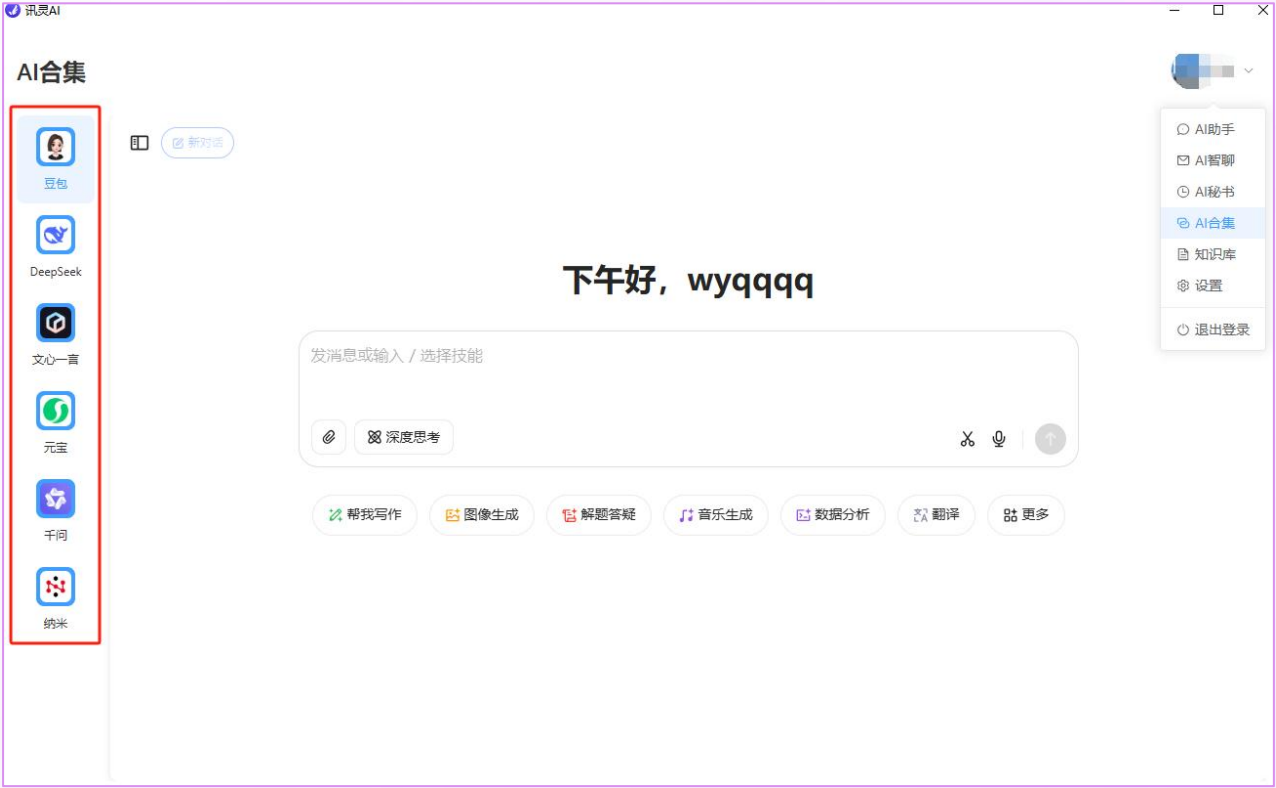 讯灵AI
AI合集
豆包
DeepSeek
文心一言
元宝
千问
纳米
新对话
下午好，wyqqqq
发消息或输入 / 选择技能
深度思考
帮我写作
图像生成
解题答疑
音乐生成
数据分析
翻译
更多
AI助手
AI智聊
AI秘书
AI合集
知识库
设置
退出登录